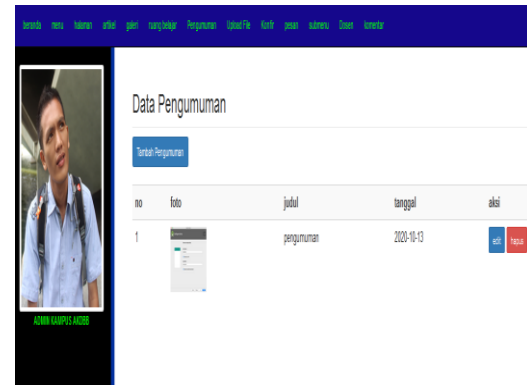 beranda menu halaman artikel galeri ruang belajar Pengumuman Upload File Konfir pesan submenu Dosen komentar
Data Pengumuman
Tambah Pengumuman
no foto judul tanggal aksi
1 pengumuman 2020-10-13 edit hapus
ADMIN KAMPUS AKDBB